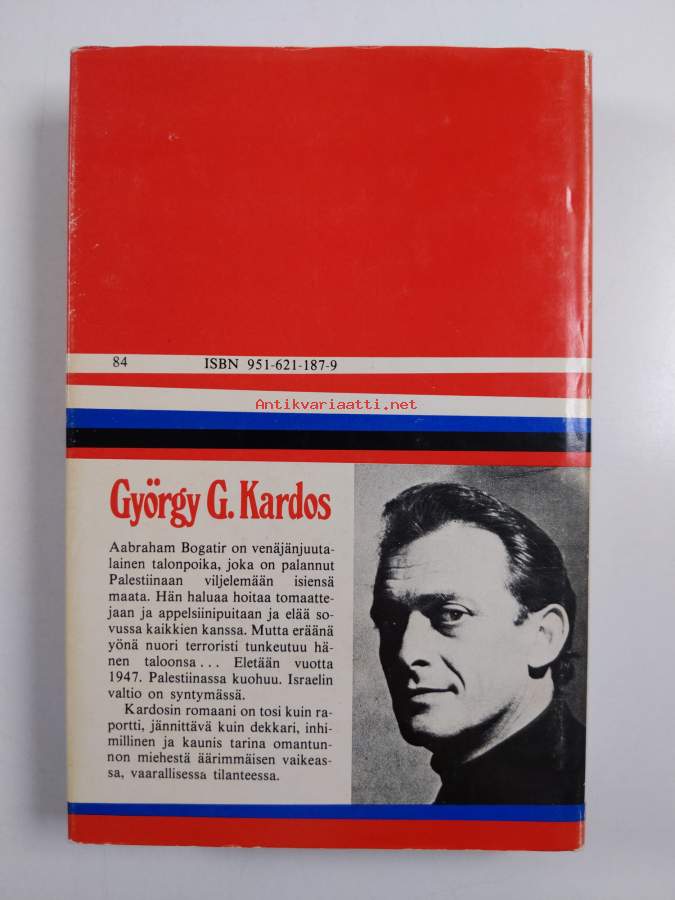 84 ISBN 951-621-187-9
Antikvariaatti.net
György G. Kardos
Aabraham Bogatir on venäjänjuuta-
lainen talonpoika, joka on palannut
Palestiinaan viljelemään isiensä
maata. Hän haluaa hoitaa tomaatte-
jaan ja appelsiinipuitaan ja elää so-
vussa kaikkien kanssa. Mutta eräänä
yönä nuori terroristi tunkeutuu hä-
nen taloonsa... Eletään vuotta
1947. Palestiinassa kuohuu. Israelin
valtio on syntymässä.
Kardosin romaani on tosi kuin ra-
portti, jännittävä kuin dekkari, inhi-
millinen ja kaunis tarina omantun-
non miehestä äärimmäisen vaikeas-
sa, vaarallisessa tilanteessa.